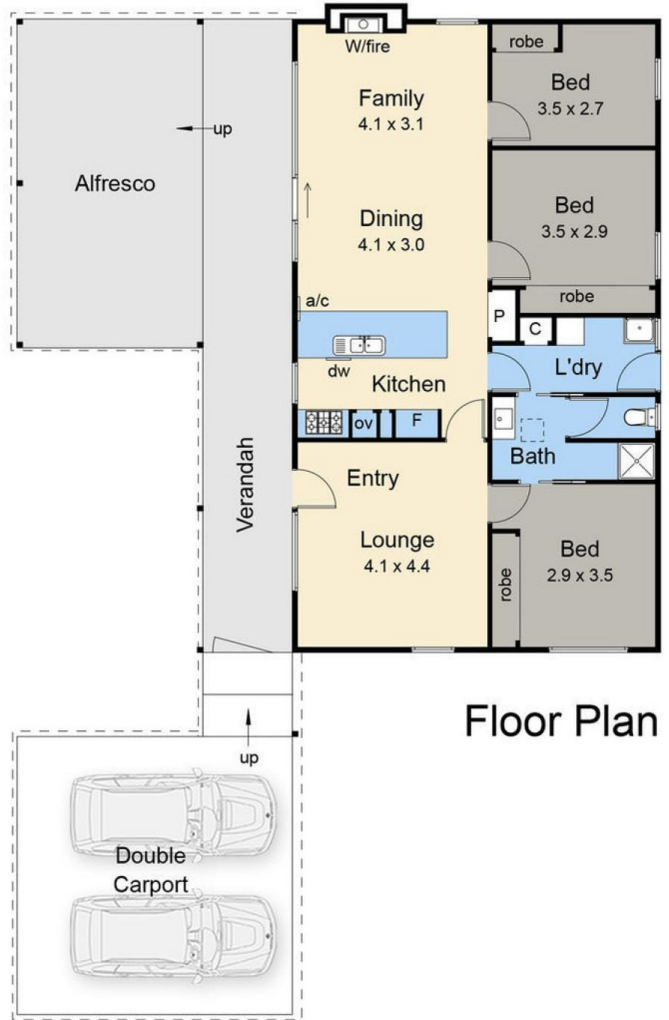 W/fire
robe
Family
4.1 x 3.1
Bed
3.5 x 2.7
up
Alfresco
Dining
4.1 x 3.0
Bed
3.5 x 2.9
robe
a/c
P
C
dw
Kitchen
L'dry
ov
F
Bath
Verandah
Entry
Lounge
4.1 x 4.4
robe
Bed
2.9 x 3.5
Floor Plan
up
Double
Carport